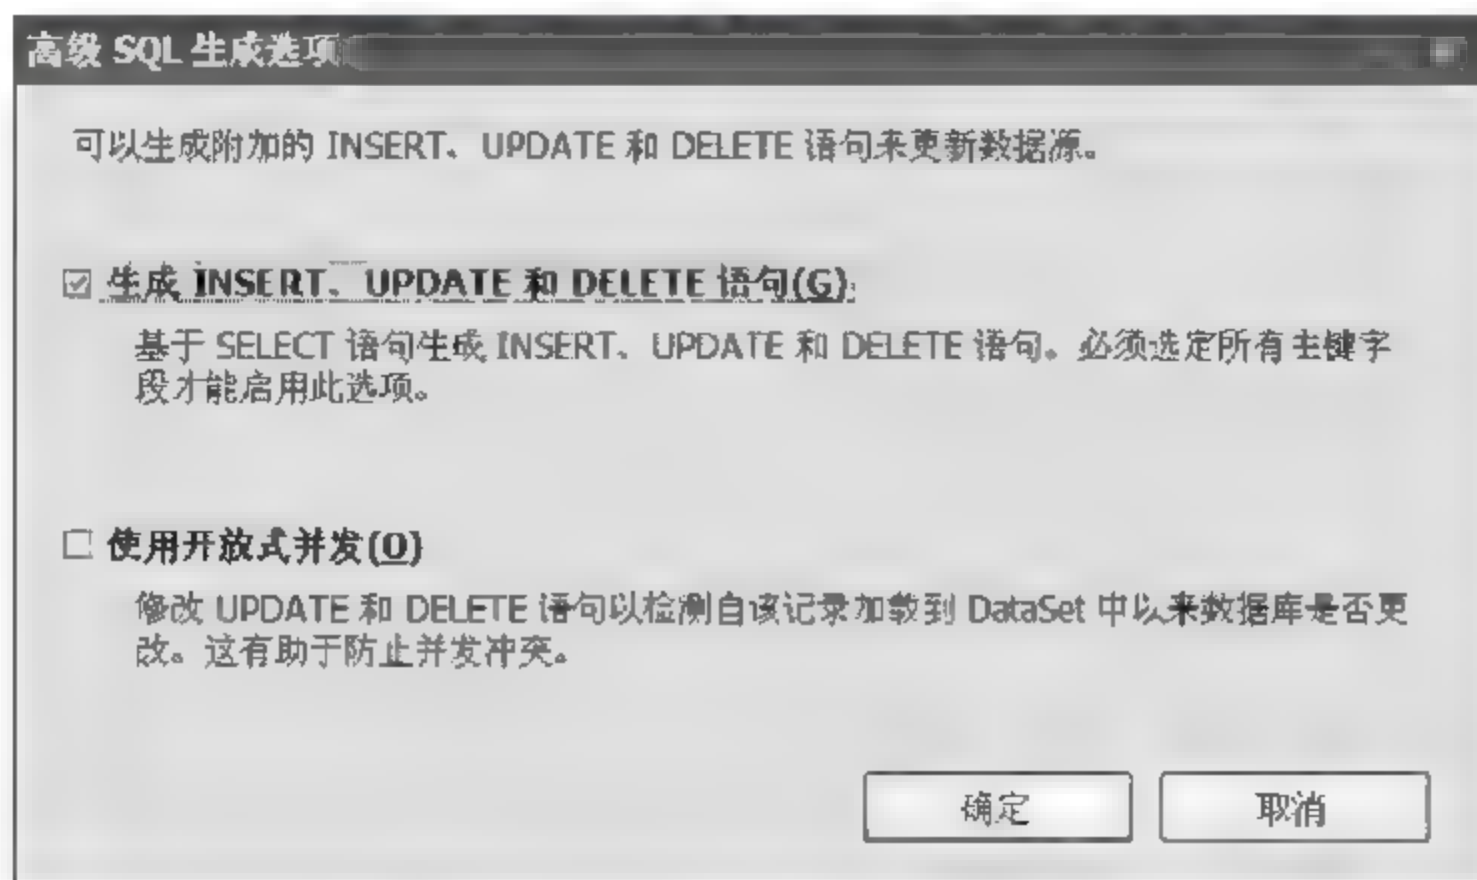 高级 SQL 生成选项
可以生成附加的 INSERT、UPDATE 和 DELETE 语句来更新数据源。
生成 INSERT、UPDATE 和 DELETE 语句(G)
基于 SELECT 语句生成 INSERT、UPDATE 和 DELETE 语句。必须选定所有主键字
段才能启用此选项。
使用开放式并发(O)
修改 UPDATE 和 DELETE 语句以检测自该记录加载到 DataSet 中以来数据库是否更
改。这有助于防止并发冲突。
确定 取消